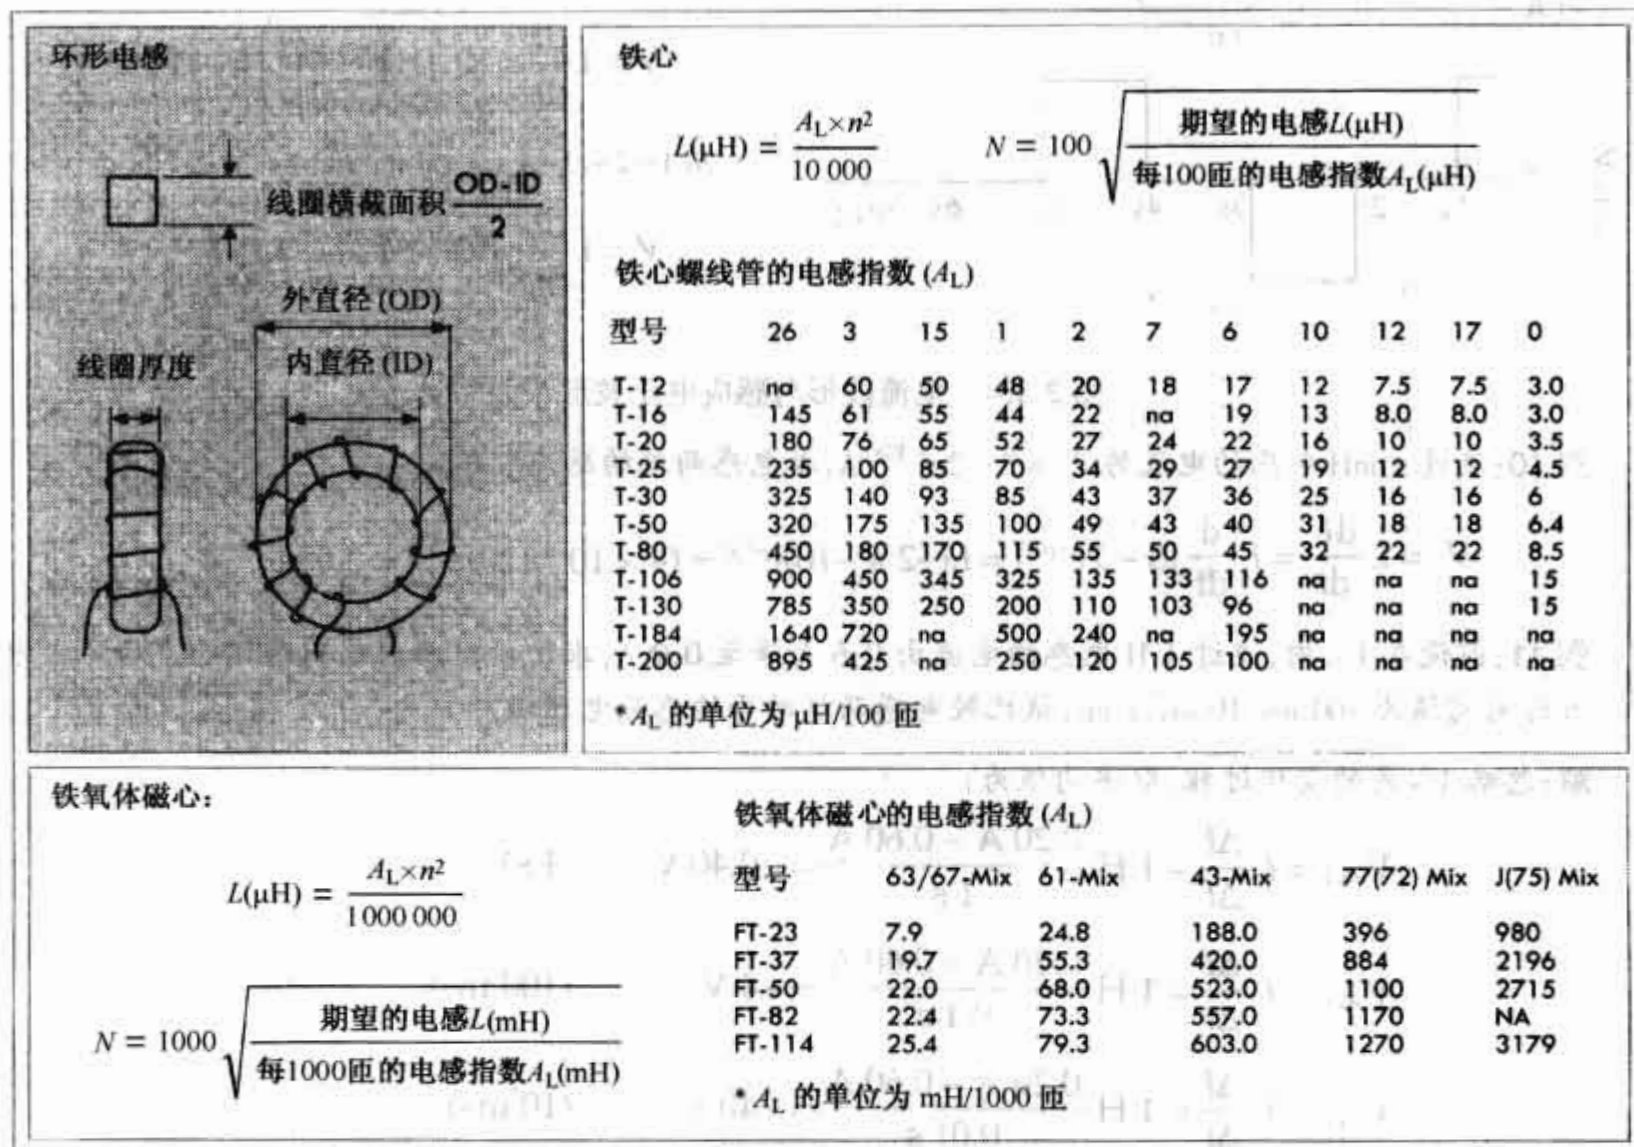 环形电感
线圈横截面积 OD-ID
2
外直径 (OD)
内直径 (ID)
线圈厚度
铁心
L(μH) = A_L×n² / 10 000
N = 100 √ 期望的电感L(μH) / 每100匝的电感指数A_L(μH)
铁心螺线管的电感指数 (A_L)
型号 26 3 15 1 2 7 6 10 12 17 0
T-12 na 60 50 48 20 18 17 12 7.5 7.5 3.0
T-16 145 61 55 44 22 na 19 13 8.0 8.0 3.0
T-20 180 76 65 52 27 24 22 16 10 10 3.5
T-25 235 100 85 70 34 29 27 19 12 12 4.5
T-30 325 140 93 85 43 37 36 25 16 16 6
T-50 320 175 135 100 49 43 40 31 18 18 6.4
T-80 450 180 170 115 55 50 45 32 22 22 8.5
T-106 900 450 345 325 135 133 116 na na na 15
T-130 785 350 250 200 110 103 96 na na na 15
T-184 1640 720 na 500 240 na 195 na na na na
T-200 895 425 na 250 120 105 100 na na na na
* A_L 的单位为 μH/100 匝
铁氧体磁心:
L(μH) = A_L×n² / 1000 000
N = 1000 √ 期望的电感L(mH) / 每1000匝的电感指数A_L(mH)
铁氧体磁心的电感指数 (A_L)
型号 63/67-Mix 61-Mix 43-Mix 77(72) Mix J(75) Mix
FT-23 7.9 24.8 188.0 396 980
FT-37 19.7 55.3 420.0 884 2196
FT-50 22.0 68.0 523.0 1100 2715
FT-82 22.4 73.3 557.0 1170 NA
FT-114 25.4 79.3 603.0 1270 3179
* A_L 的单位为 mH/1000 匝